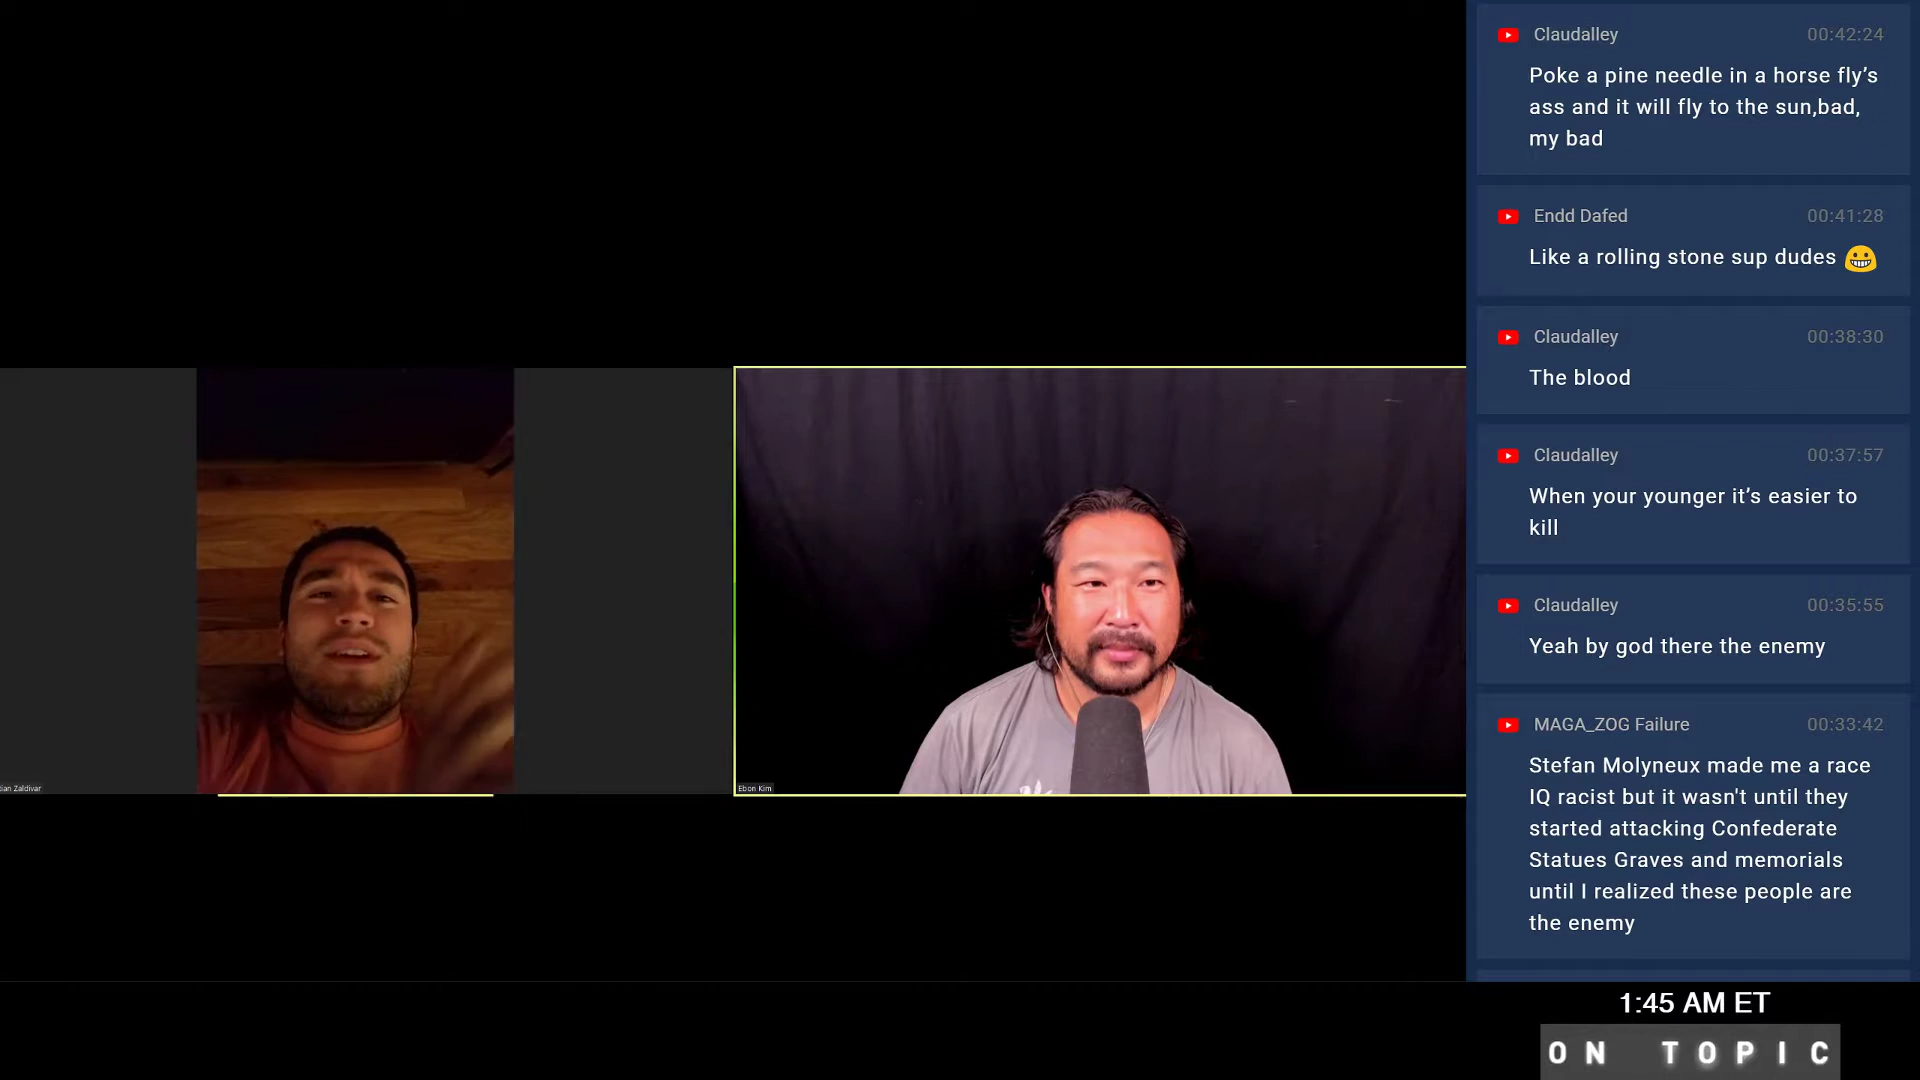 Claudalley 00:42:24
Poke a pine needle in a horse fly’s
ass and it will fly to the sun,bad,
my bad
Endd Dafed 00:41:28
Like a rolling stone sup dudes
Claudalley 00:38:30
The blood
Claudalley 00:37:57
When your younger it’s easier to
kill
Claudalley 00:35:55
Yeah by god there the enemy
MAGA_ZOG Failure 00:33:42
Stefan Molyneux made me a race
IQ racist but it wasn't until they
started attacking Confederate
Statues Graves and memorials
until I realized these people are
the enemy
ian Zaldivar
Ebon Kim
1:45 AM ET
ON TOPIC